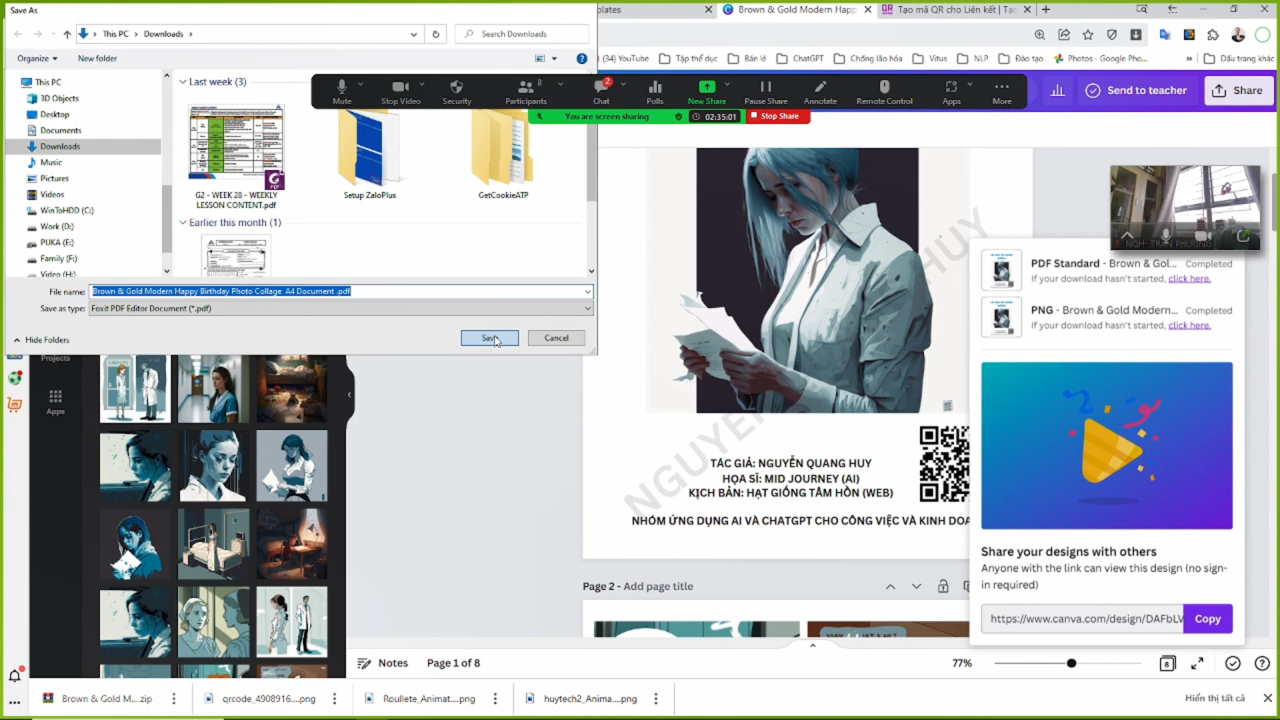 Save As
plates
Brown & Gold Modern Happ
Tạo mã QR cho Liên kết | Tạ
This PC
Downloads
Search Downloads
Organize
New folder
(34) YouTube
Tập thể dục
Bán lẻ
ChatGPT
Chống lão hóa
Vitus
NLP
Đào tạo
Photos - Google Pho...
»
Dấu trang khác
This PC
3D Objects
Desktop
Documents
Downloads
Music
Pictures
Videos
WinToHDD (C:)
Work (D:)
PUKA (E:)
Family (F:)
Video (H:)
Last week (3)
G2 - WEEK 28 - WEEKLY
LESSON CONTENT.pdf
Setup ZaloPlus
GetCookieATP
Earlier this month (1)
Mute
Stop Video
Security
Participants
8
Chat
2
Polls
New Share
Pause Share
Annotate
Remote Control
Apps
More
You are screen sharing
02:35:01
Stop Share
Send to teacher
Share
File name:
Brown & Gold Modern Happy Birthday Photo Collage A4 Document .pdf
Save as type:
Foxit PDF Editor Document (*.pdf)
Hide Folders
Save
Cancel
Projects
Apps
NGH- TRẦN PHƯƠNG
PDF Standard - Brown & Gol...
Completed
If your download hasn't started, click here.
PNG - Brown & Gold Modern...
Completed
If your download hasn't started, click here.
TÁC GIẢ: NGUYỄN QUANG HUY
HỌA SĨ: MID JOURNEY (AI)
KỊCH BẢN: HẠT GIỐNG TÂM HỒN (WEB)
NHÓM ỨNG DỤNG AI VÀ CHATGPT CHO CÔNG VIỆC VÀ KINH DOA
Share your designs with others
Anyone with the link can view this design (no sign-
in required)
https://www.canva.com/design/DAFbLV
Copy
Page 2 - Add page title
Notes
Page 1 of 8
77%
8
Brown & Gold M....zip
qrcode_4908916....png
Roullete_Animat....png
huytech2_Anima....png
Hiển thị tất cả